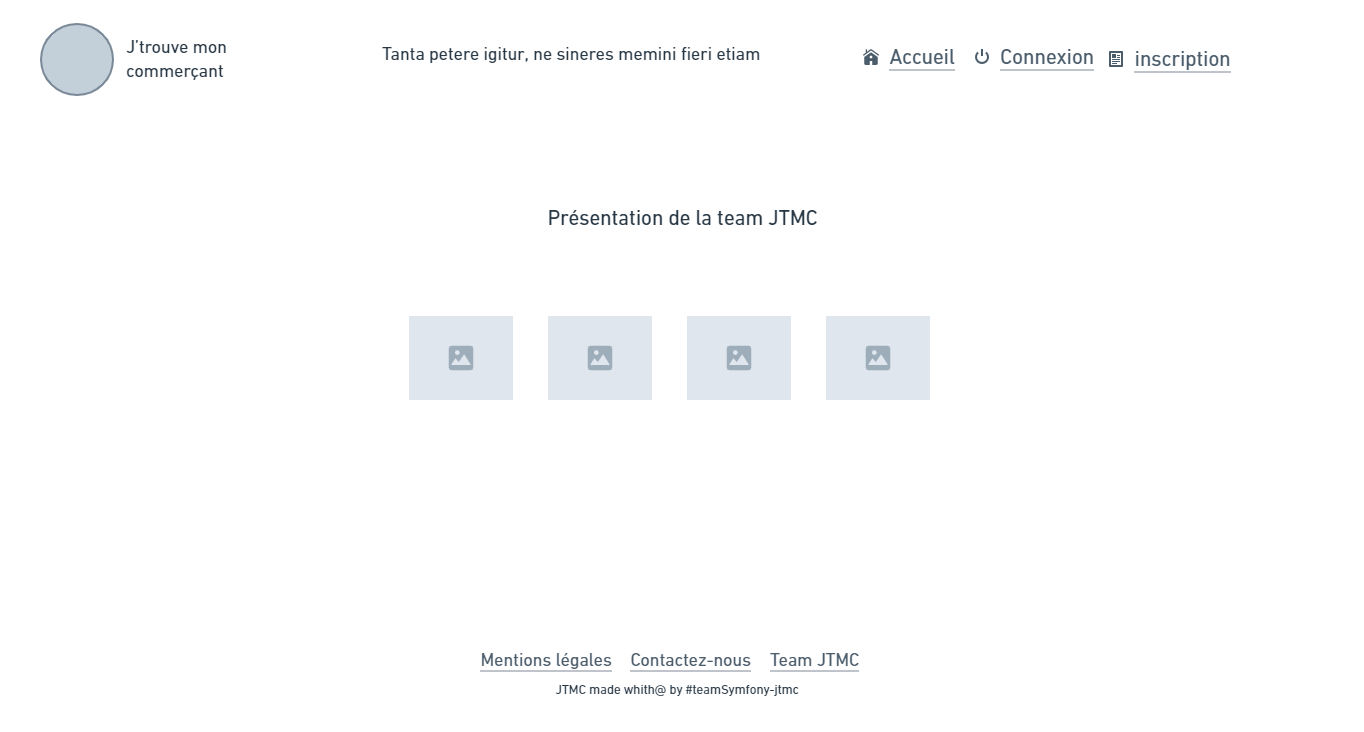 J'trouve mon
commerçant
Tanta petere igitur, ne sineres memini fieri etiam
Accueil
Connexion
inscription
Présentation de la team JTMC
Mentions légales
Contactez-nous
Team JTMC
JTMC made whith@ by #teamSymfony-jtmc